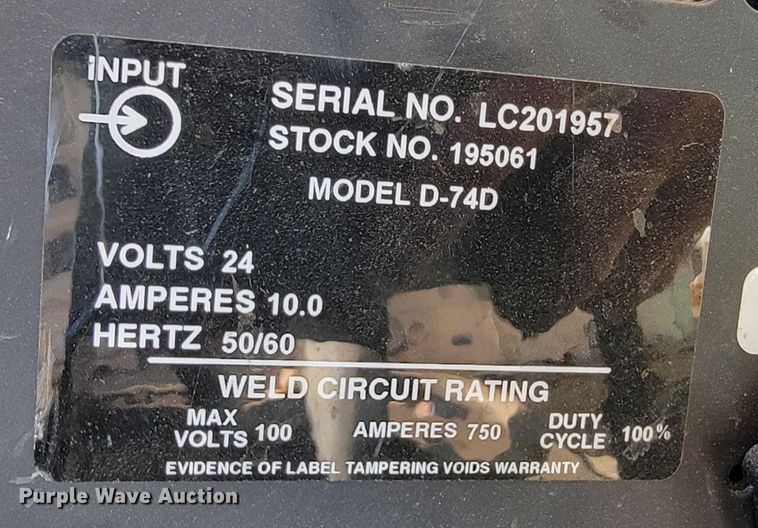 iNPUT
SERIAL NO. LC201957
STOCK NO. 195061
MODEL D-74D
VOLTS 24
AMPERES 10.0
HERTZ 50/60
WELD CIRCUIT RATING
MAX VOLTS 100 AMPERES 750 DUTY CYCLE 100%
EVIDENCE OF LABEL TAMPERING VOIDS WARRANTY
Purple Wave Auction